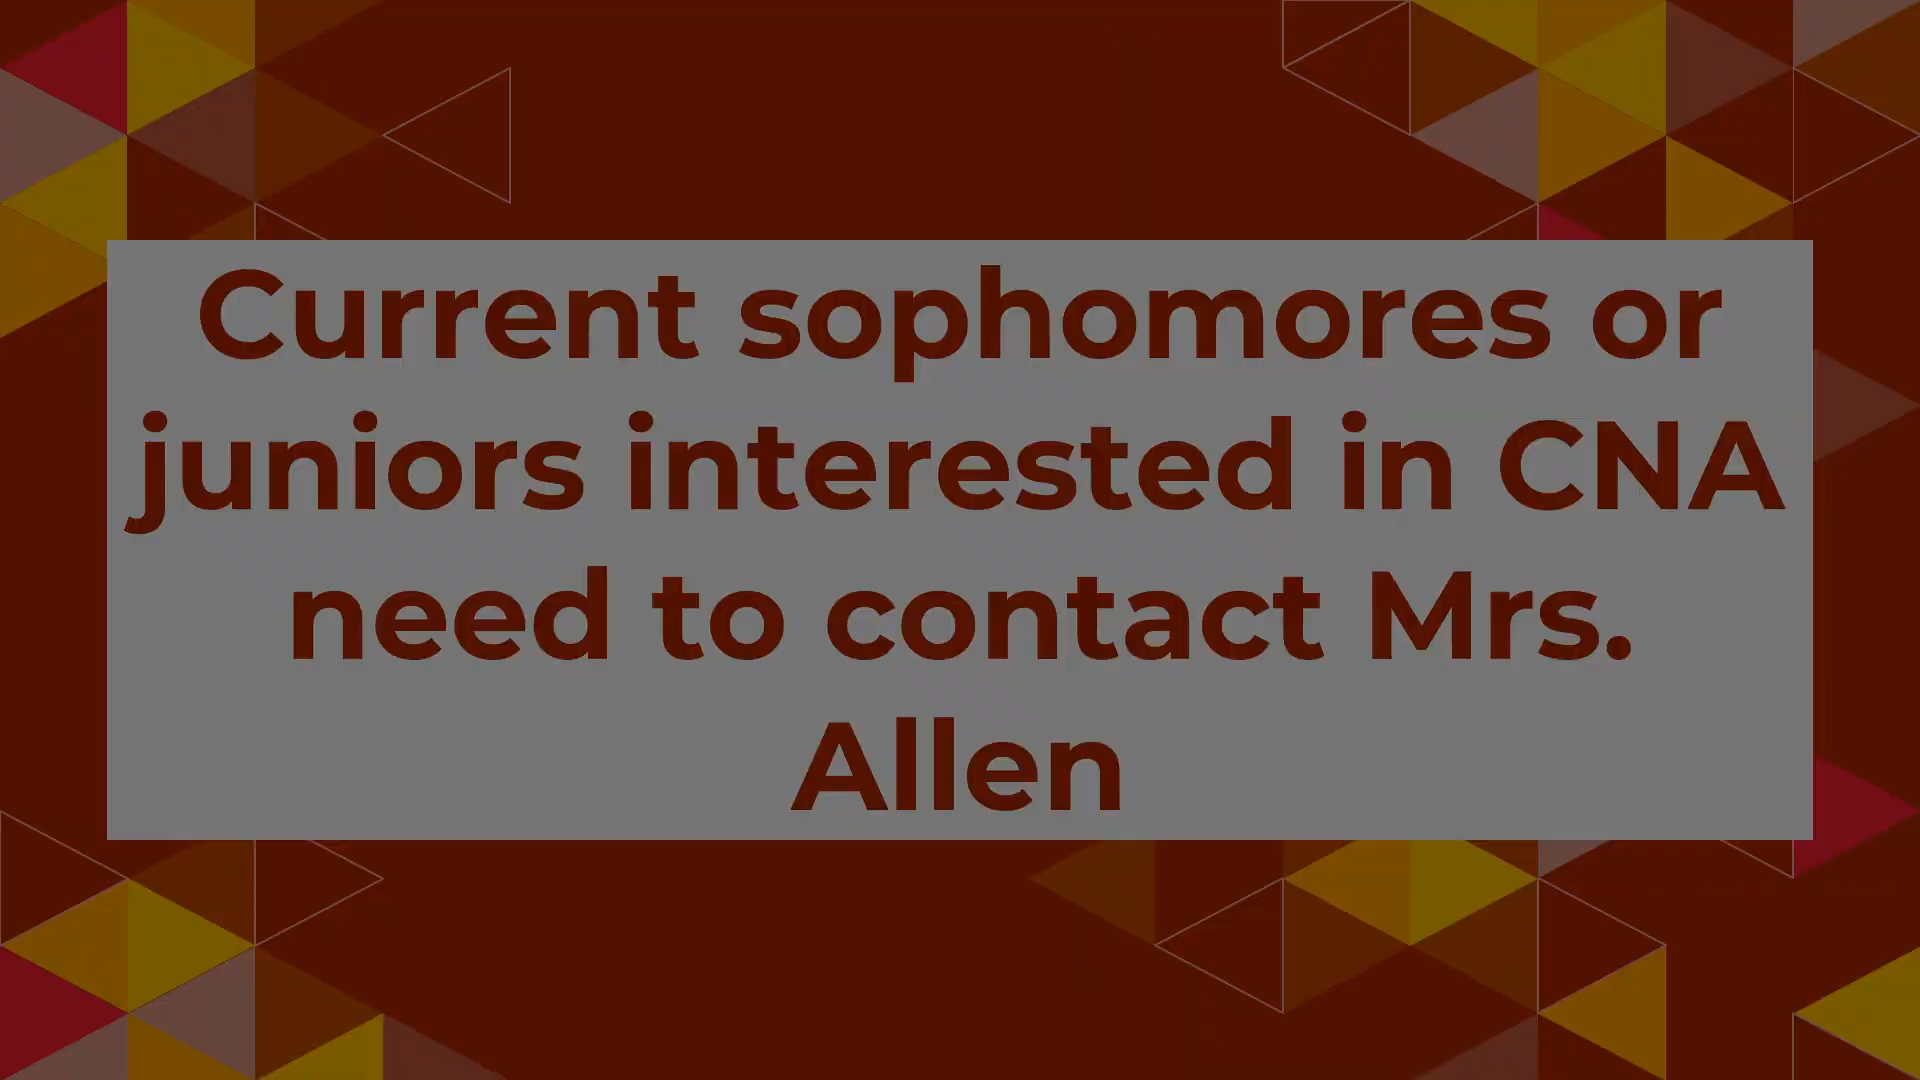 Current sophomores or
juniors interested in CNA
need to contact Mrs.
Allen